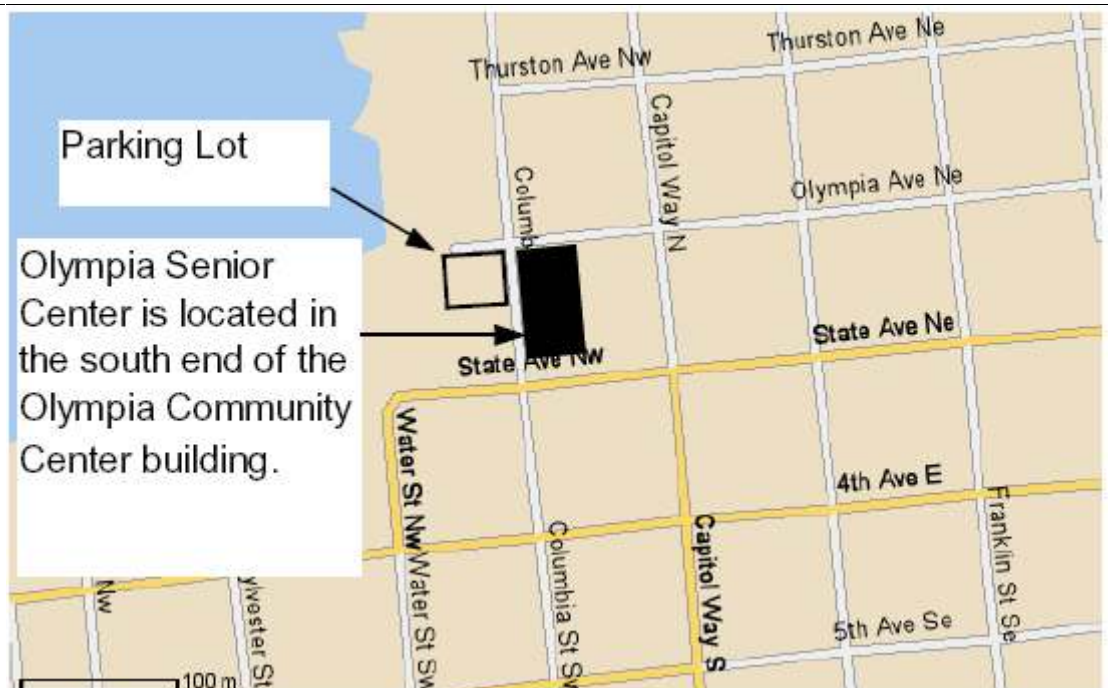 Thurston Ave Nw
Thurston Ave Ne
Parking Lot
Capitol Way N
Columb
Olympia Ave Ne
Olympia Senior
Center is located in
the south end of the
Olympia Community
Center building.
State Ave Nw
State Ave Ne
Water St Nw
4th Ave E
Franklin St Se
Capitol Way S
Columbia St Sw
Water St Sw
Nw
ylvester St
5th Ave Se
100 m